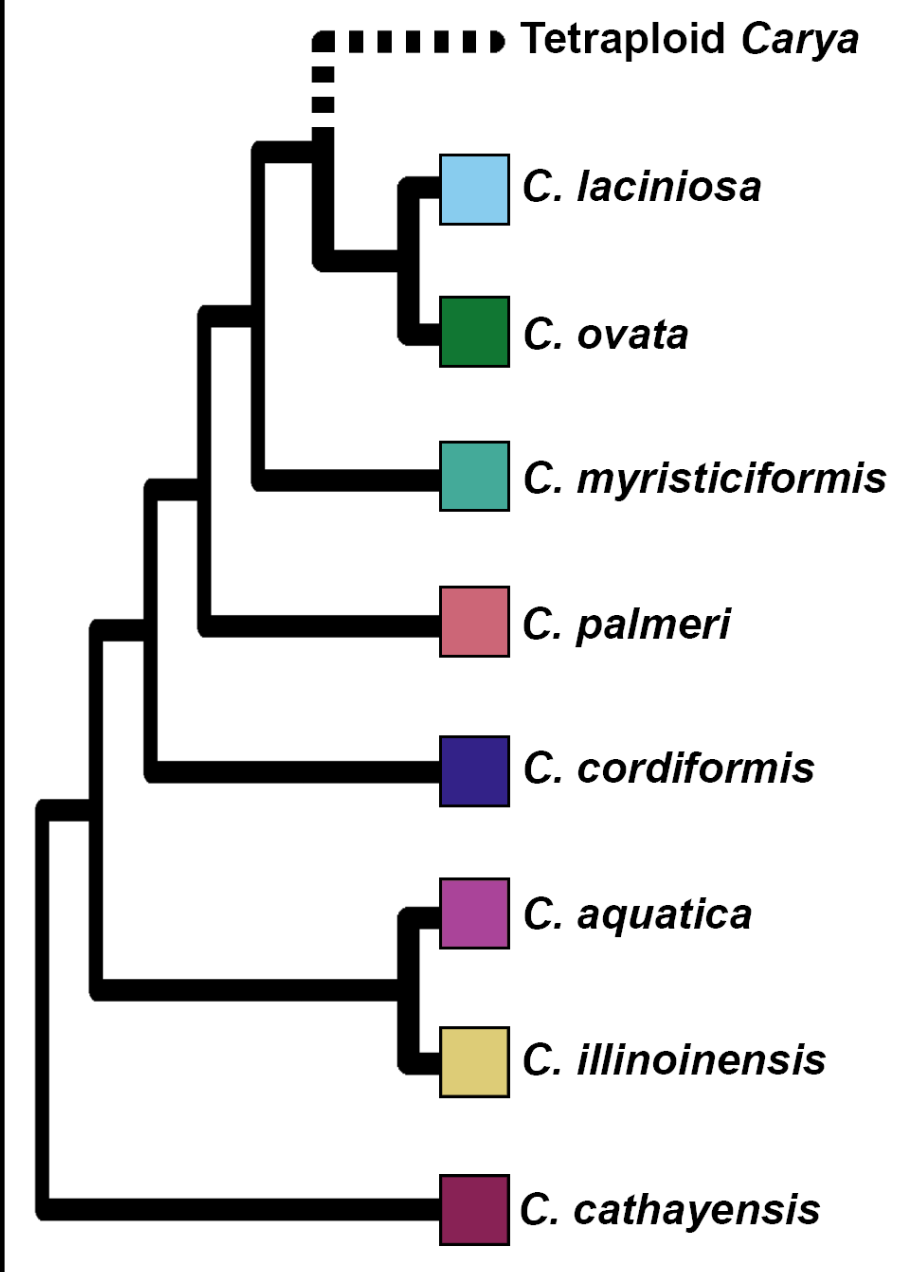 Tetraploid Carya
C. laciniosa
C. ovata
C. myristiciformis
C. palmeri
C. cordiformis
C. aquatica
C. illinoinensis
C. cathayensis